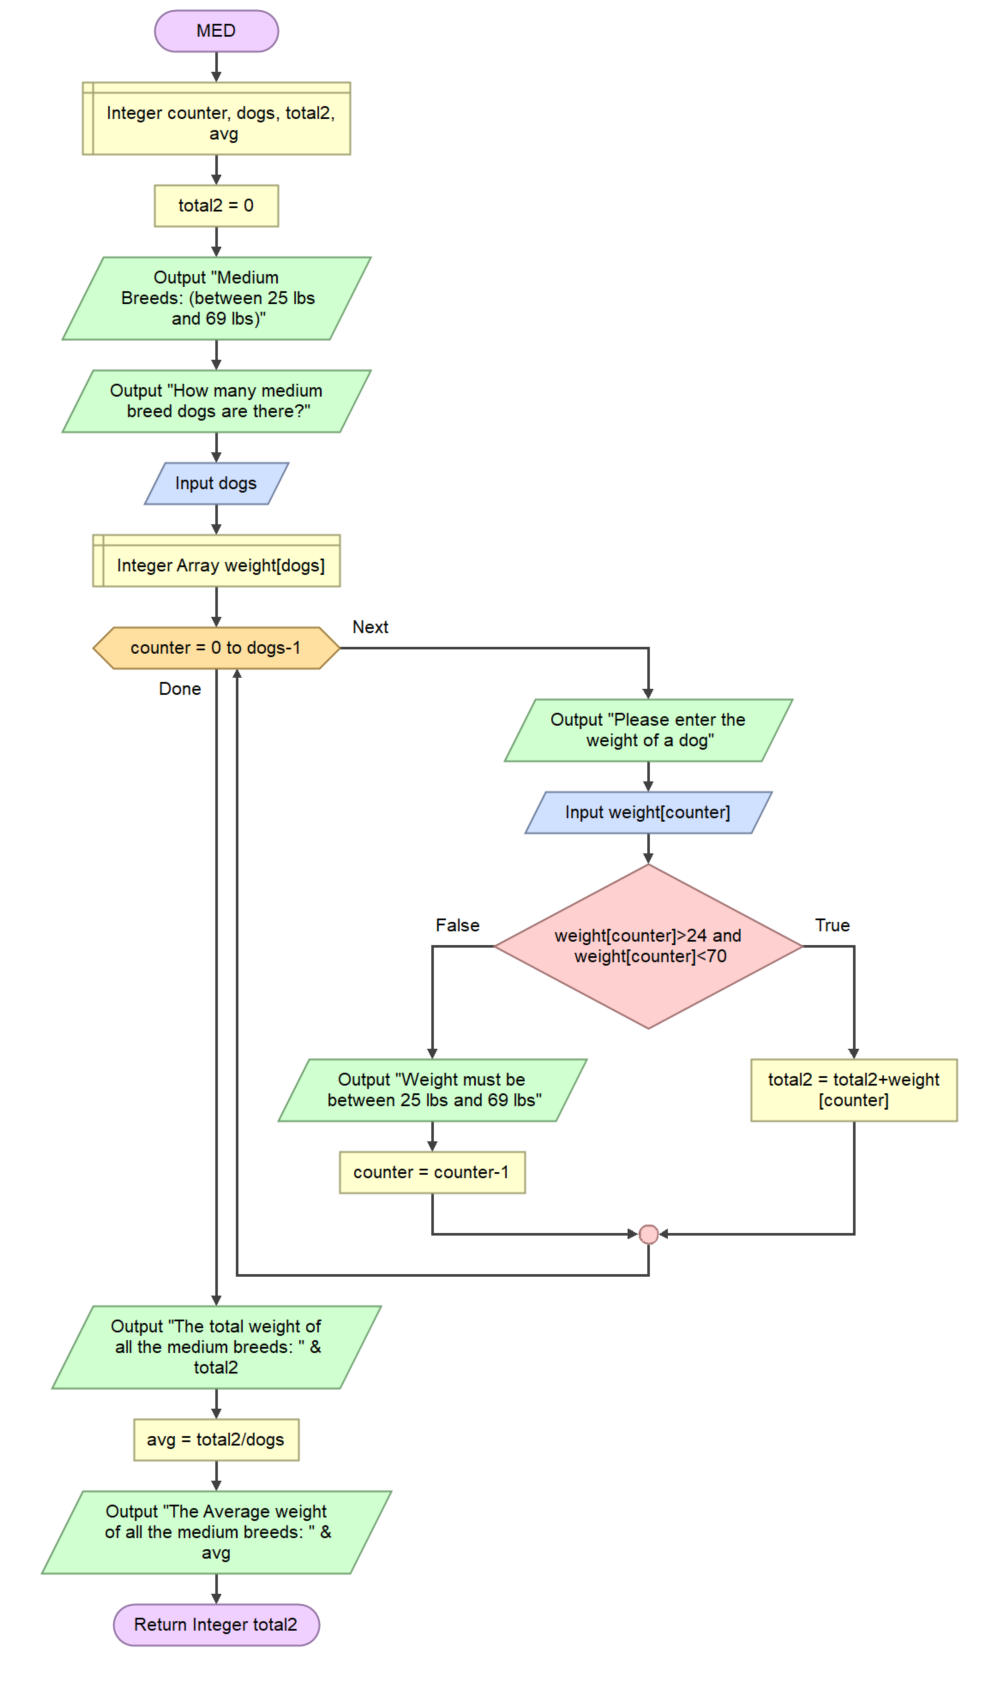 MED
Integer counter, dogs, total2,
avg
total2 = 0
Output "Medium
Breeds: (between 25 lbs
and 69 lbs)"
Output "How many medium
breed dogs are there?"
Input dogs
Integer Array weight[dogs]
counter = 0 to dogs-1
Next
Done
Output "Please enter the
weight of a dog"
Input weight[counter]
weight[counter]>24 and
weight[counter]<70
False
True
Output "Weight must be
between 25 lbs and 69 lbs"
counter = counter-1
total2 = total2+weight
[counter]
Output "The total weight of
all the medium breeds: " &
total2
avg = total2/dogs
Output "The Average weight
of all the medium breeds: " &
avg
Return Integer total2